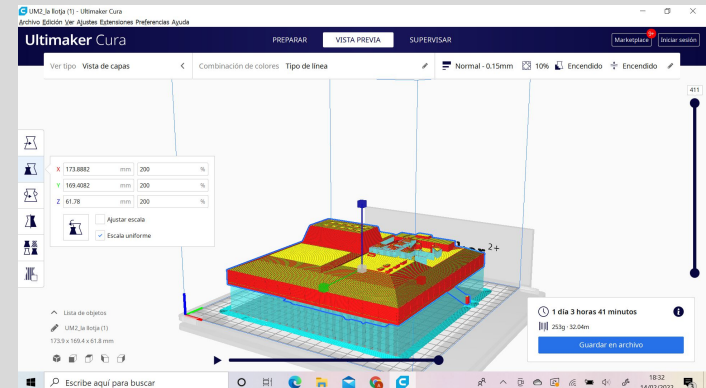 UM2_la llotja (1) - Ultimaker Cura
Archivo Edición Ver Ajustes Extensiones Preferencias Ayuda
Ultimaker Cura
PREPARAR VISTA PREVIA SUPERVISAR
Marketplace 9+ Iniciar sesión
Ver tipo Vista de capas Combinación de colores Tipo de línea Normal - 0.15mm 10% Encendido Encendido
411
X 173.8882 mm 200 %
Y 169.4082 mm 200 %
Z 61.78 mm 200 %
Ajustar escala
Escala uniforme
2+
Lista de objetos
UM2_la llotja (1)
173.9 x 169.4 x 61.8 mm
1 día 3 horas 41 minutos
253g · 32.04m
Guardar en archivo
Escribe aquí para buscar
18:32
14/02/2022